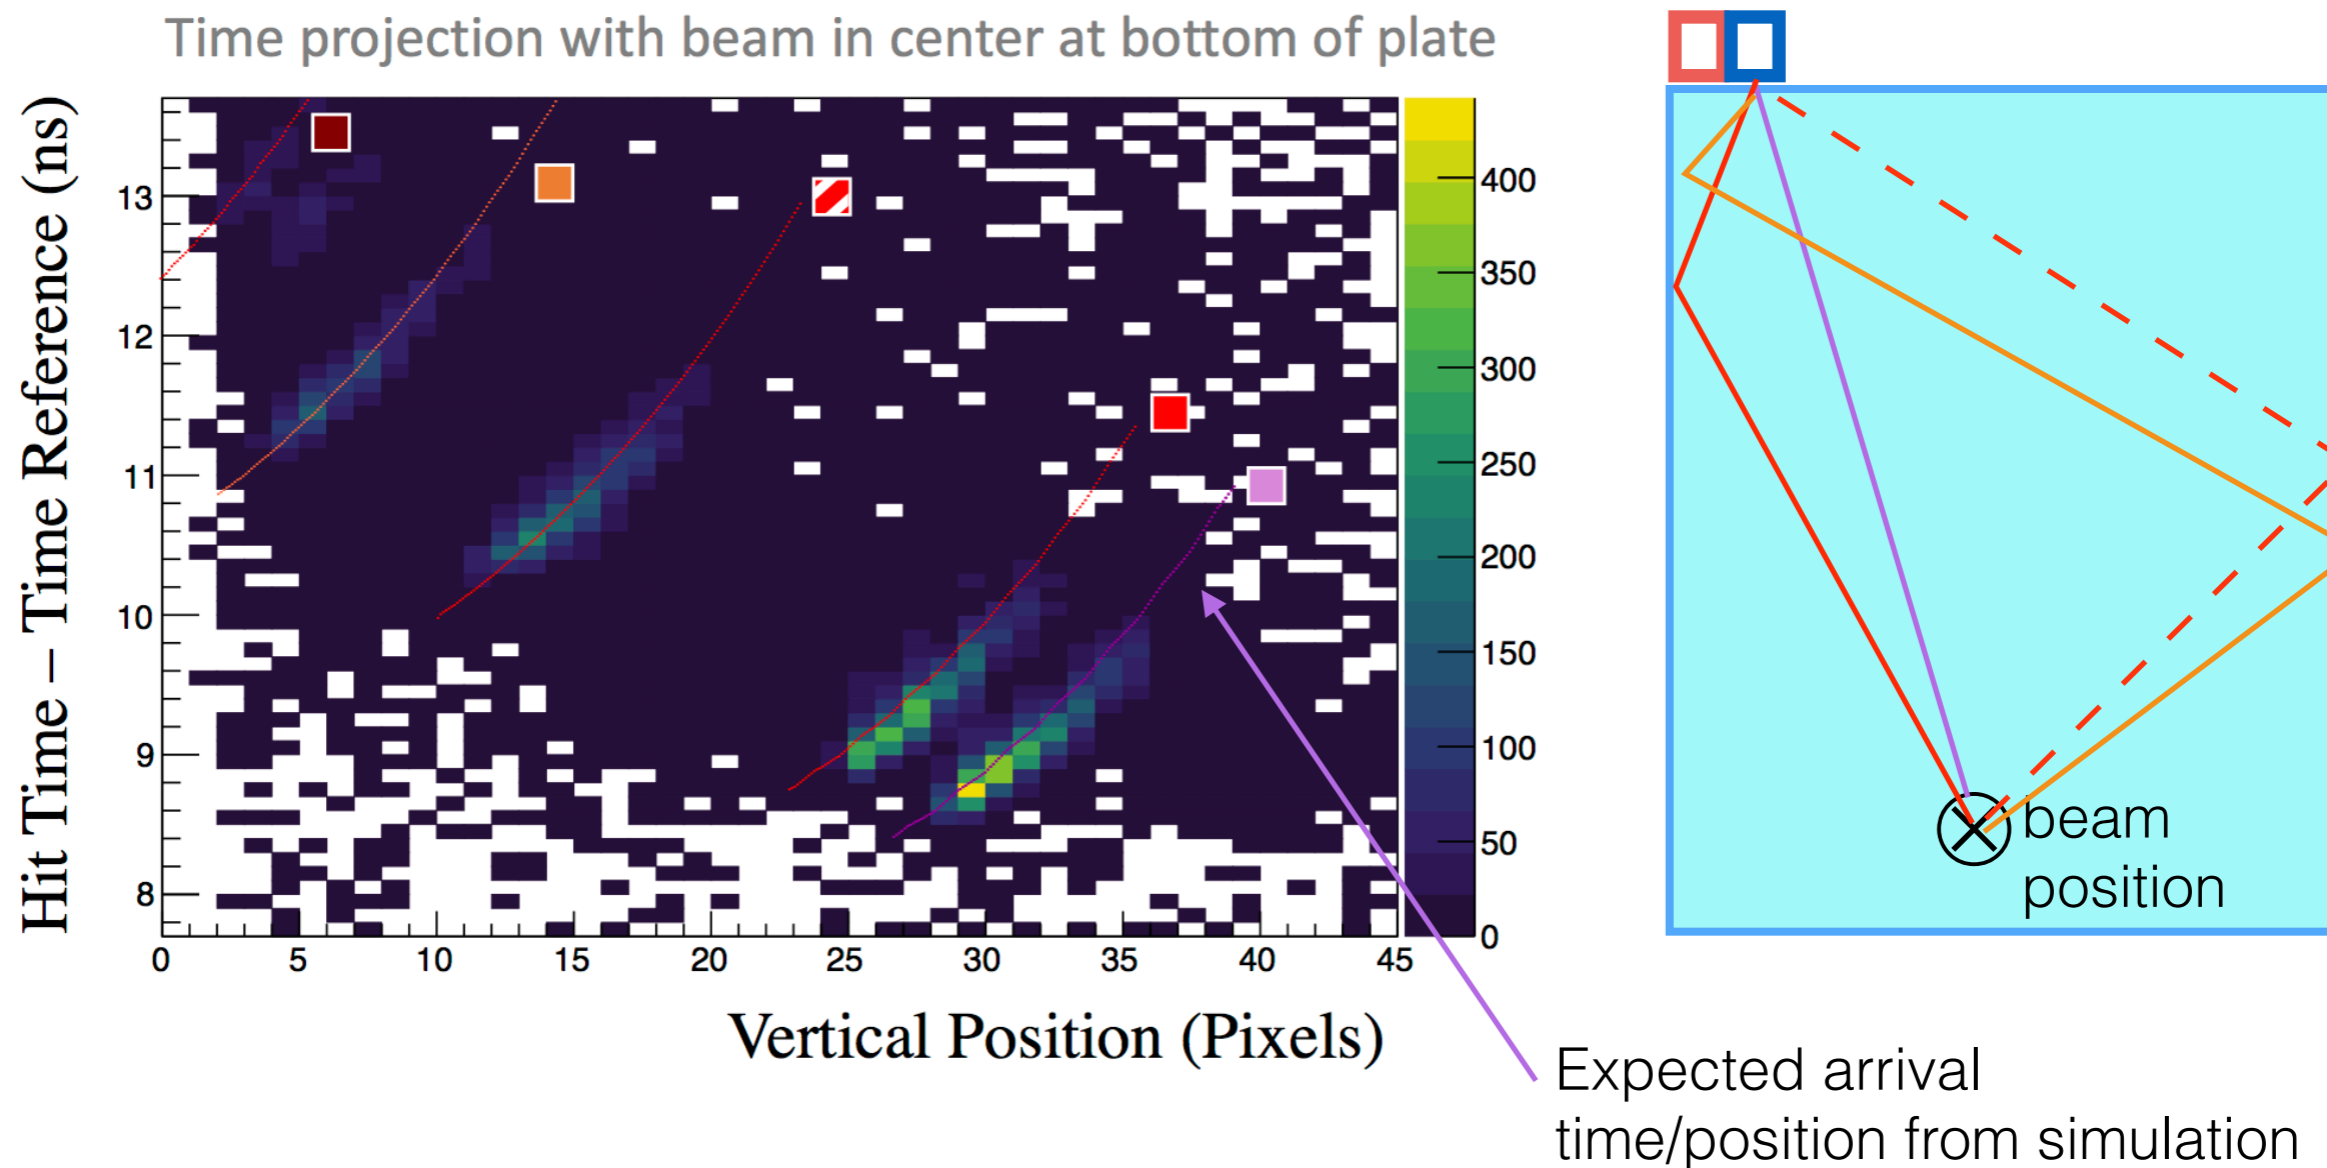 Time projection with beam in center at bottom of plate
Hit Time – Time Reference (ns)
13
12
11
10
9
8
0 5 10 15 20 25 30 35 40 45
Vertical Position (Pixels)
400
350
300
250
200
150
100
50
0
beam
position
Expected arrival
time/position from simulation